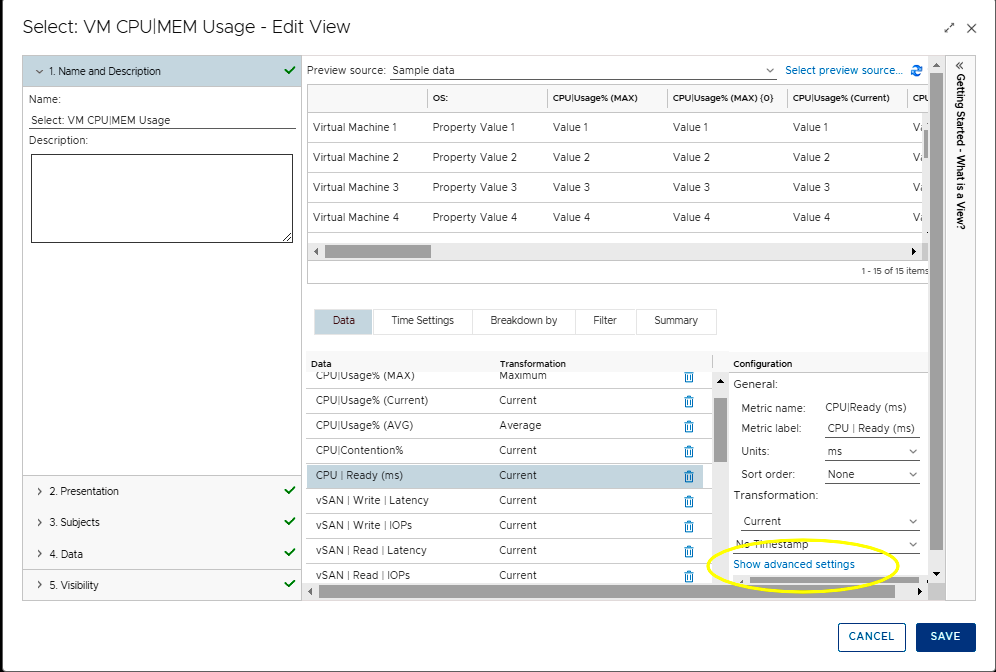 Select: VM CPU|MEM Usage - Edit View
1. Name and Description
Name:
Select: VM CPU|MEM Usage
Description:
2. Presentation
3. Subjects
4. Data
5. Visibility
Preview source: Sample data Select preview source...
OS: CPU|Usage% (MAX) CPU|Usage% (MAX) {0} CPU|Usage% (Current) CPU
Virtual Machine 1 Property Value 1 Value 1 Value 1 Value 1 Va
Virtual Machine 2 Property Value 2 Value 2 Value 2 Value 2 Va
Virtual Machine 3 Property Value 3 Value 3 Value 3 Value 3 Va
Virtual Machine 4 Property Value 4 Value 4 Value 4 Value 4 Va
1 - 15 of 15 items
Data Time Settings Breakdown by Filter Summary
Data Transformation
CPU|Usage% (MAX) Maximum
CPU|Usage% (Current) Current
CPU|Usage% (AVG) Average
CPU|Contention% Current
CPU | Ready (ms) Current
vSAN | Write | Latency Current
vSAN | Write | IOPs Current
vSAN | Read | Latency Current
vSAN | Read | IOPs Current
Configuration
General:
Metric name: CPU|Ready (ms)
Metric label: CPU | Ready (ms)
Units: ms
Sort order: None
Transformation:
Current
No Timestamp
Show advanced settings
Getting Started - What is a View?
CANCEL SAVE